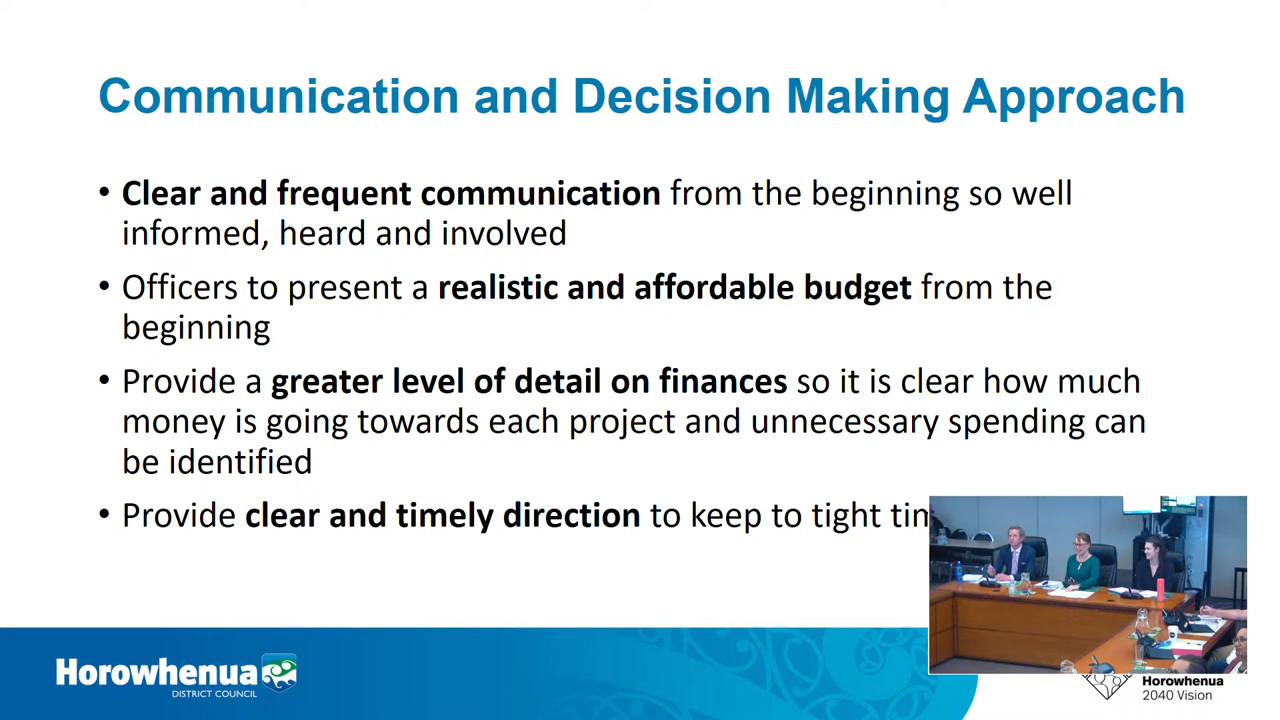 Communication and Decision Making Approach
• Clear and frequent communication from the beginning so well
informed, heard and involved
• Officers to present a realistic and affordable budget from the
beginning
• Provide a greater level of detail on finances so it is clear how much
money is going towards each project and unnecessary spending can
be identified
• Provide clear and timely direction to keep to tight
Horowhenua
DISTRICT COUNCIL
Horowhenua
2040 Vision